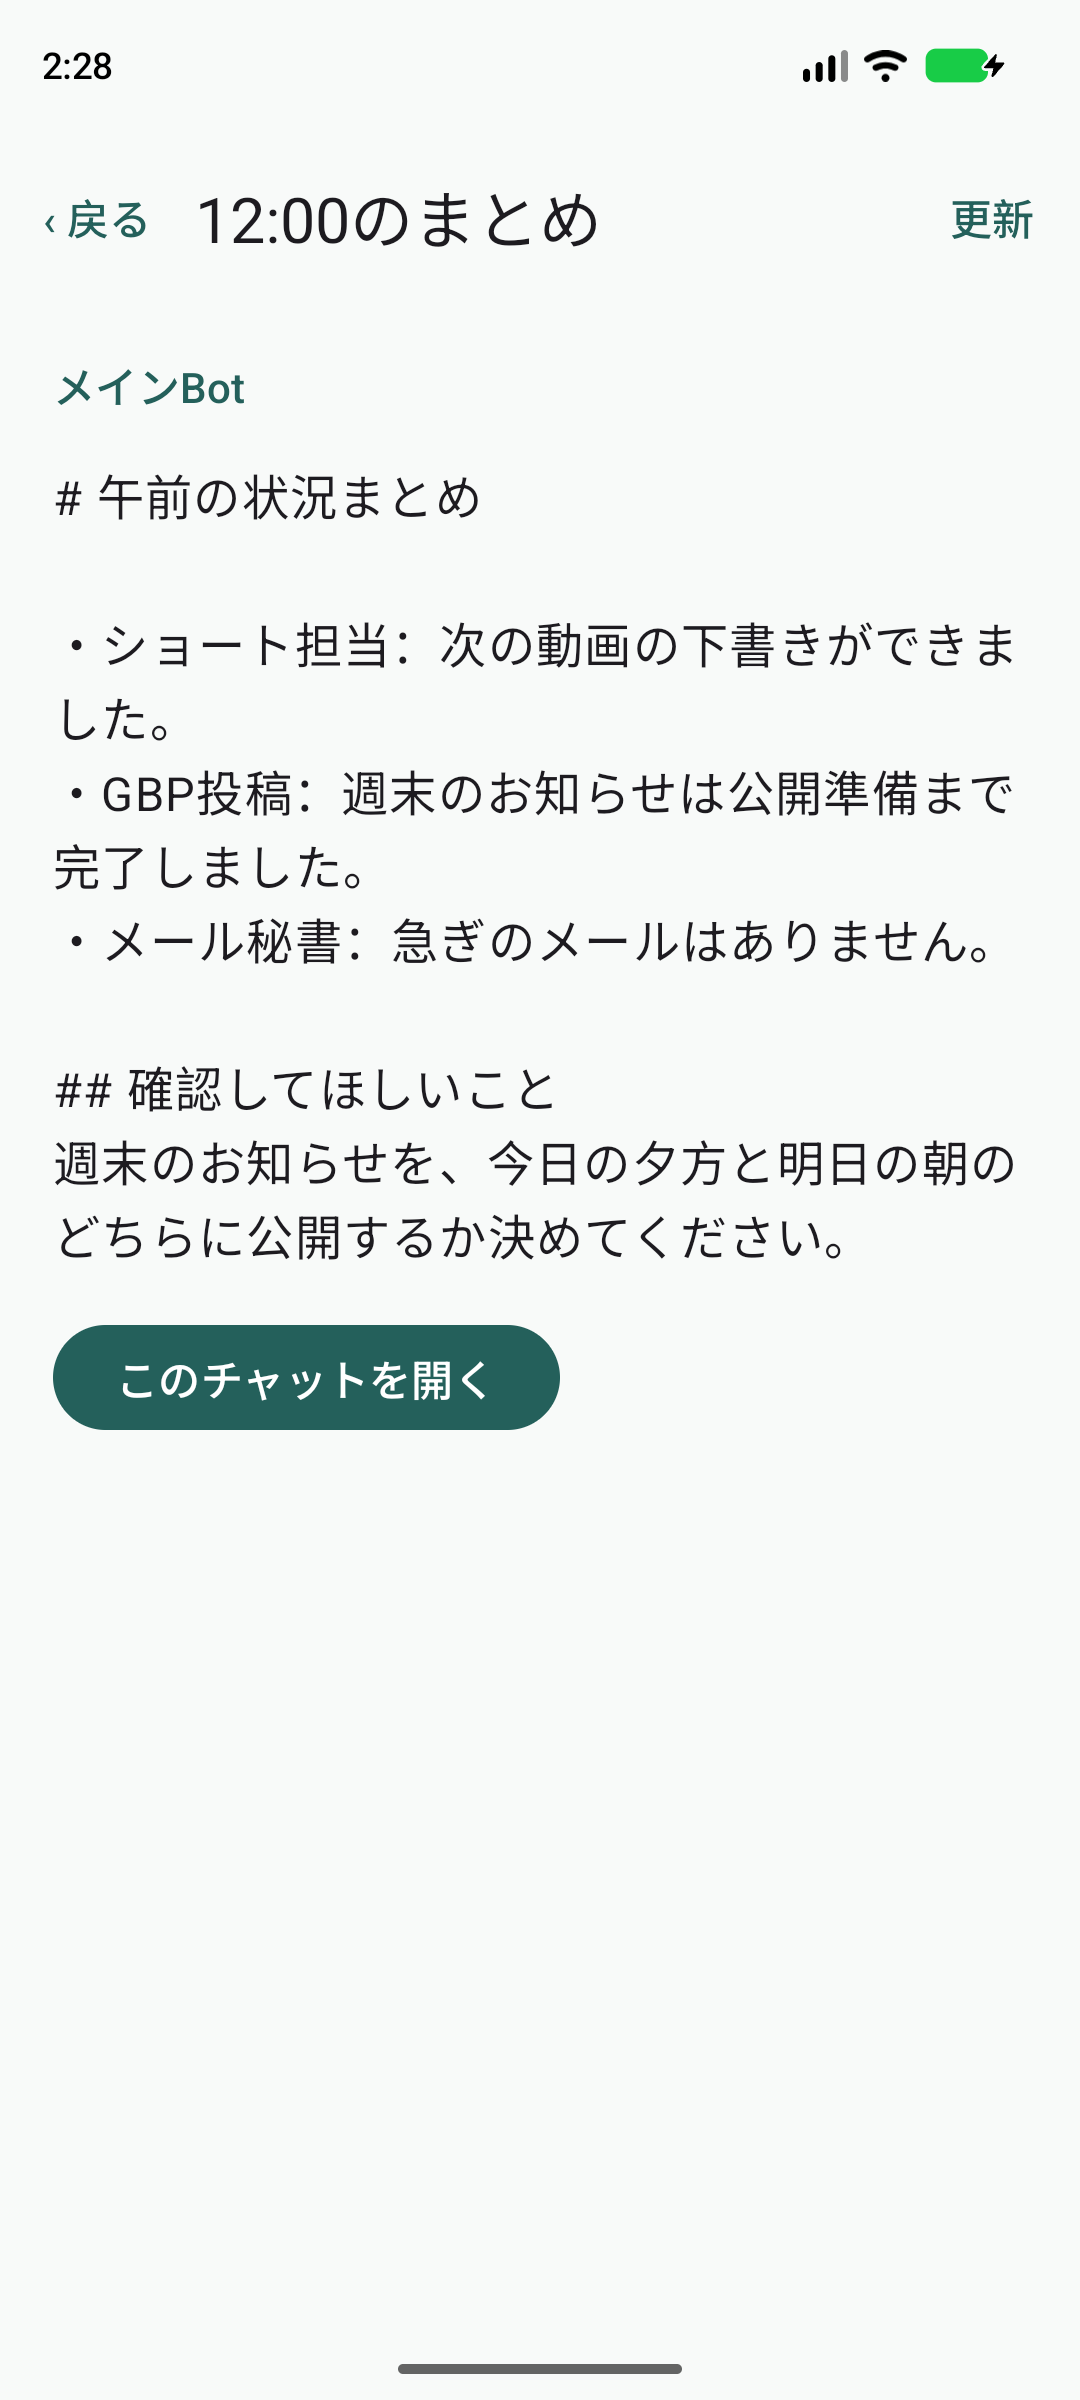 2:28
‹ 戻る 12:00のまとめ 更新
メインBot
# 午前の状況まとめ
・ショート担当：次の動画の下書きができま
した。
・GBP投稿：週末のお知らせは公開準備まで
完了しました。
・メール秘書：急ぎのメールはありません。
## 確認してほしいこと
週末のお知らせを、今日の夕方と明日の朝の
どちらに公開するか決めてください。
このチャットを開く